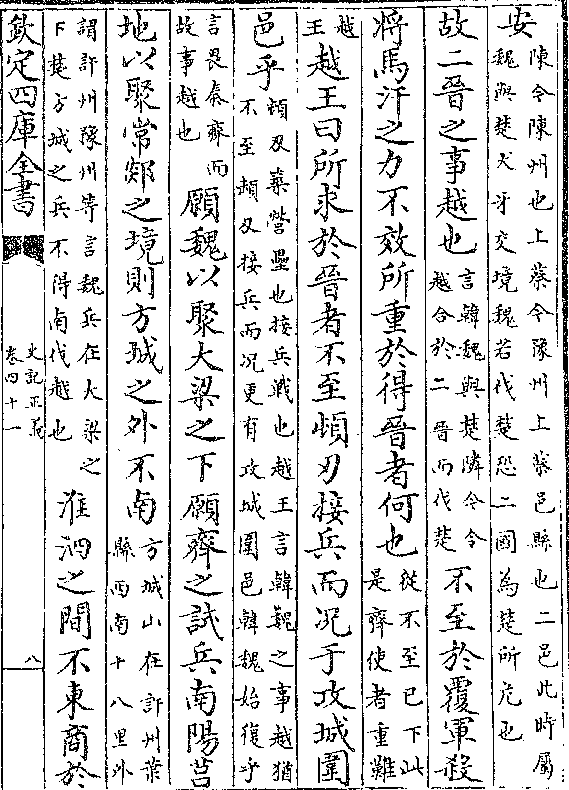 安陳今陳州也上蔡今豫州上蔡邑縣也二邑此時屬
魏與楚犬牙交境魏若伐楚恐二國為楚所危也
故二晉之事越也言韓魏與楚隣今令
越合於二晉而伐楚不至於覆軍殺
將馬汗之力不效所重於得晉者何也從不至已下此
是齊使者重難
越
王越王曰所求於晉者不至頓刃接兵而况于攻城圍
邑乎頓刃築營壘也接兵戰也越王言韓魏之事越猶
不至頓刃接兵而况更有攻城圍邑韓魏始復乎
言畏秦齊而
故事越也願魏以聚大梁之下願齊之試兵南陽莒
地以聚常郯之境則方城之外不南方城山在許州葉
縣西南十八里外
謂許州豫州等言魏兵在大梁之
下楚方城之兵不得南伐越也淮泗之間不東商於
欽定四庫全書
史記正義
卷四十一
八